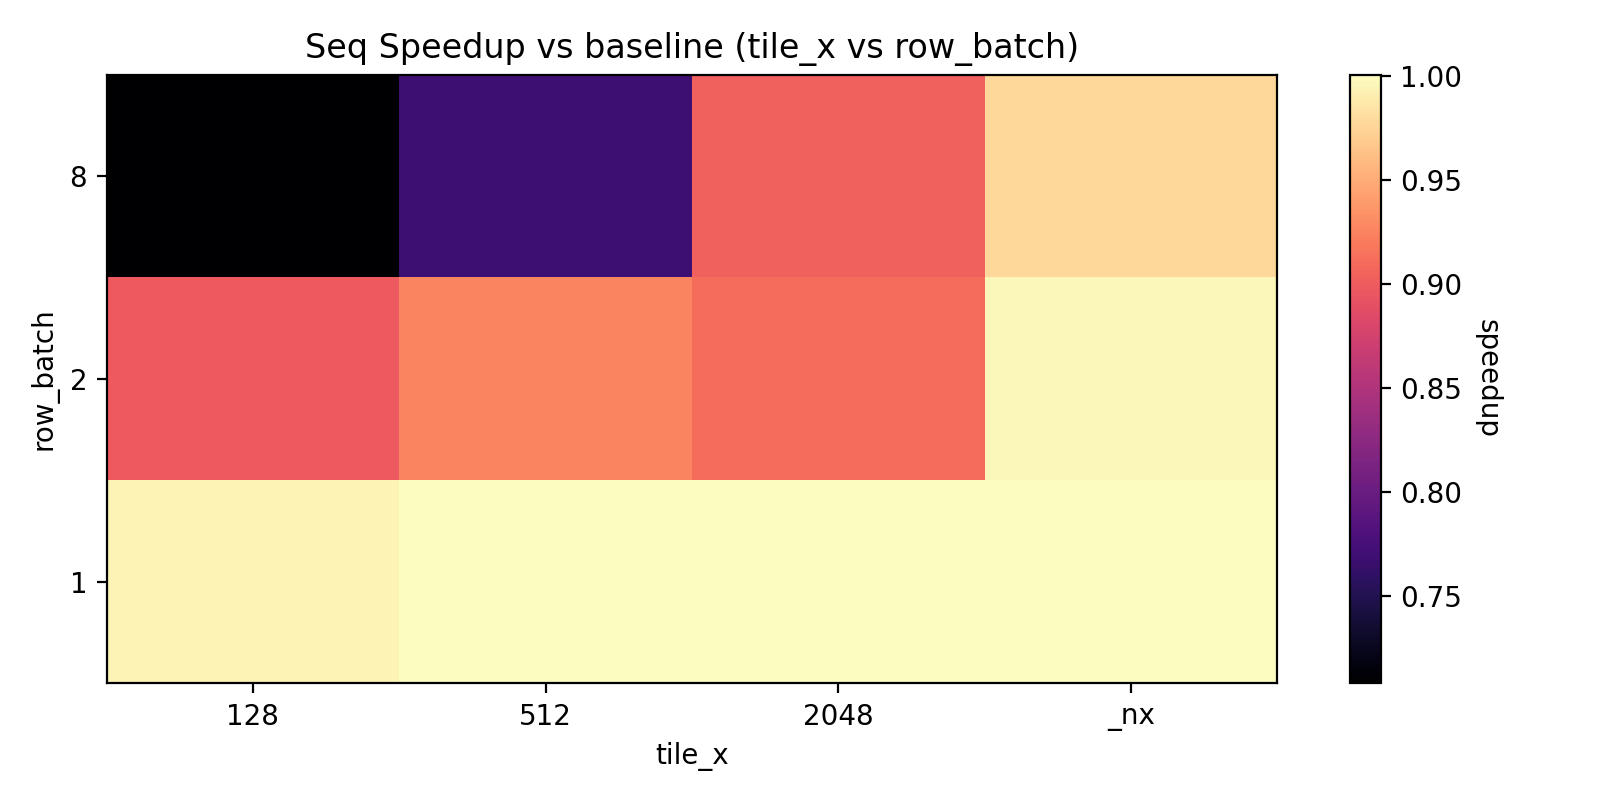 Seq Speedup vs baseline (tile_x vs row_batch)
row_batch
8
2
1
128 512 2048 _nx
tile_x
1.00
0.95
0.90
0.85
0.80
0.75
speedup